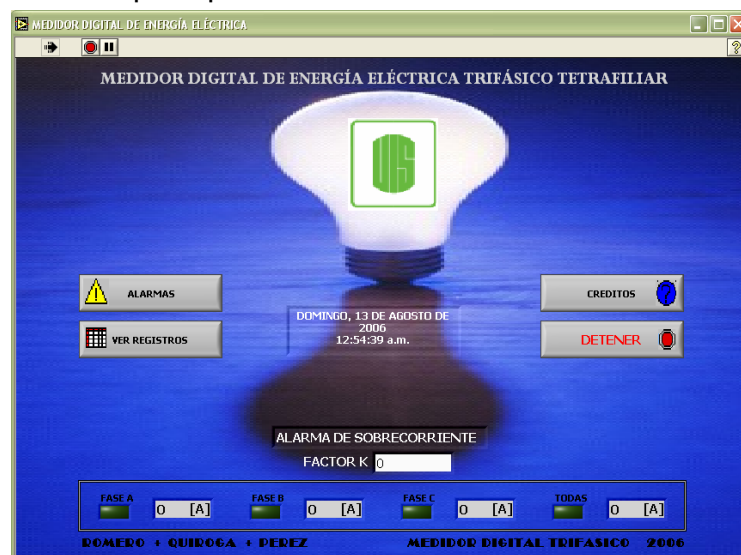 MEDIDOR DIGITAL DE ENERGÍA ELÉCTRICA
?
MEDIDOR DIGITAL DE ENERGÍA ELÉCTRICA TRIFÁSICO TETRAFILIAR
UIS
ALARMAS
CREDITOS
?
DOMINGO, 13 DE AGOSTO DE
2006
12:54:39 a.m.
VER REGISTROS
DETENER
ALARMA DE SOBRECORRIENTE
FACTOR K 0
FASE A FASE B FASE C TODAS
0 [A] 0 [A] 0 [A] 0 [A]
ROMERO + QUIROGA + PEREZ MEDIDOR DIGITAL TRIFASICO 2006